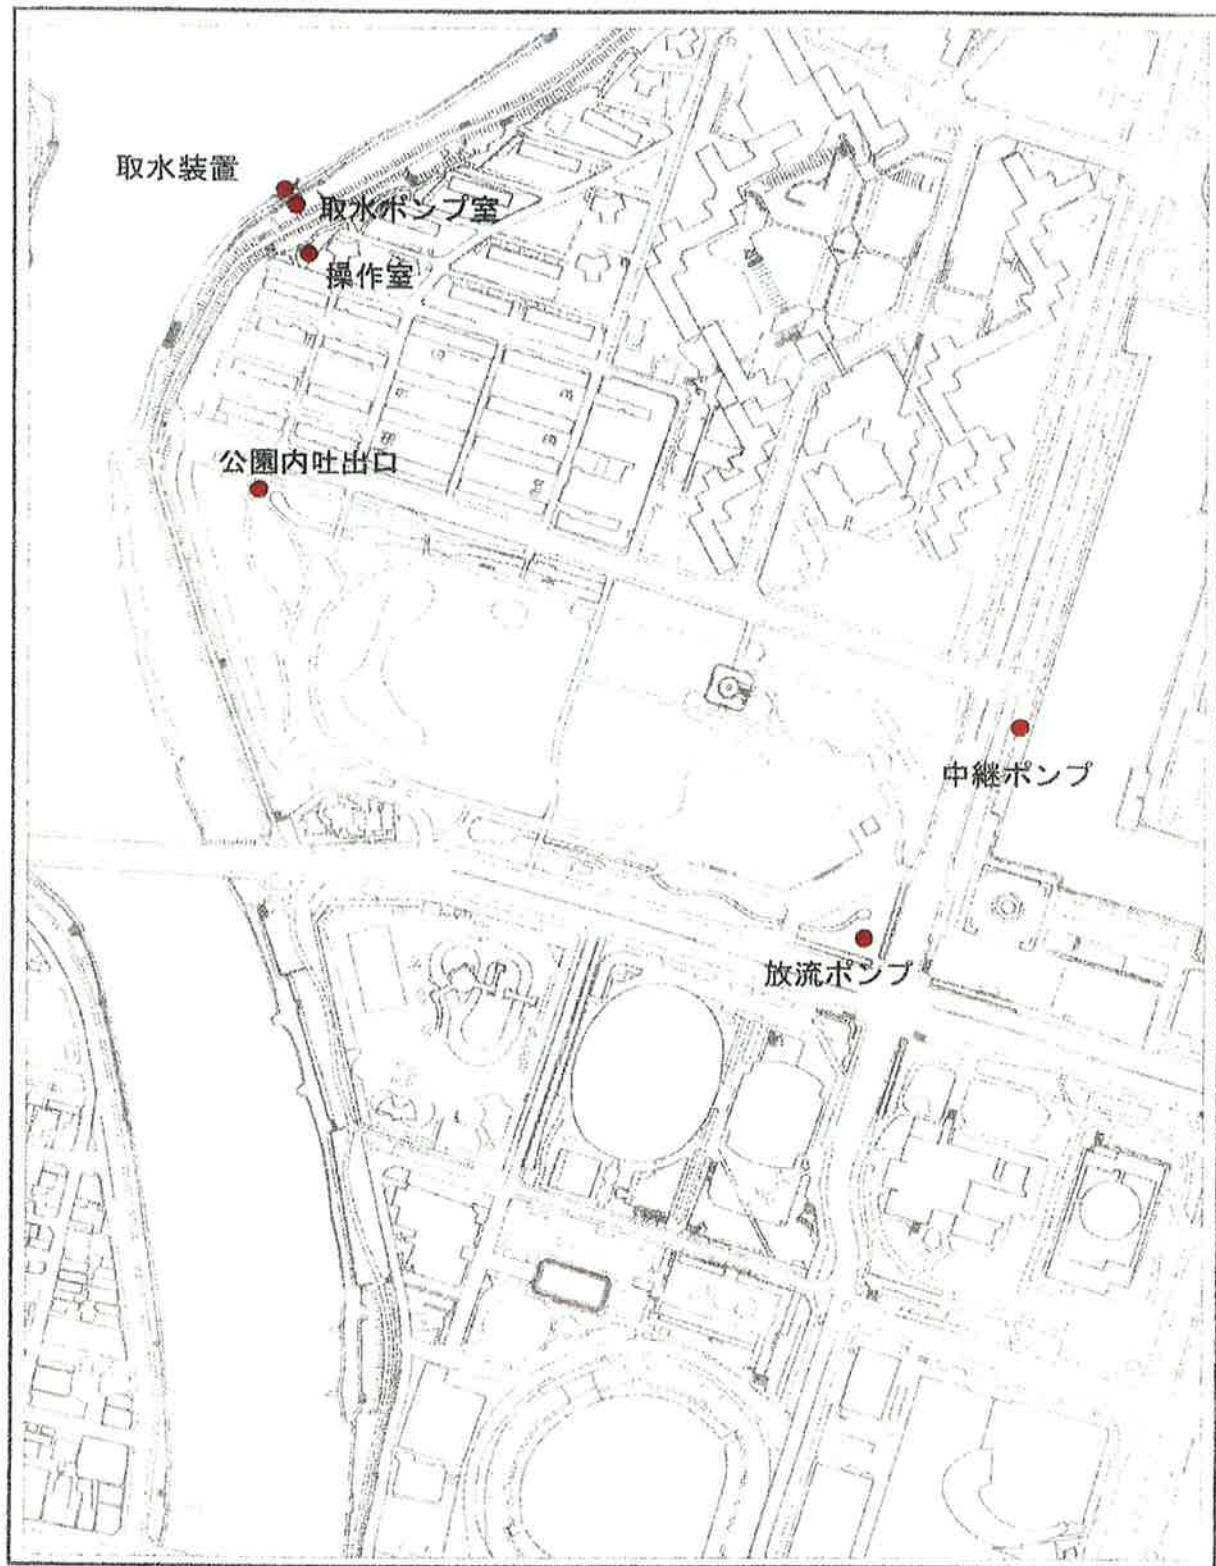 取水装置
取水ポンプ室
操作室
公園内吐出口
中継ポンプ
放流ポンプ